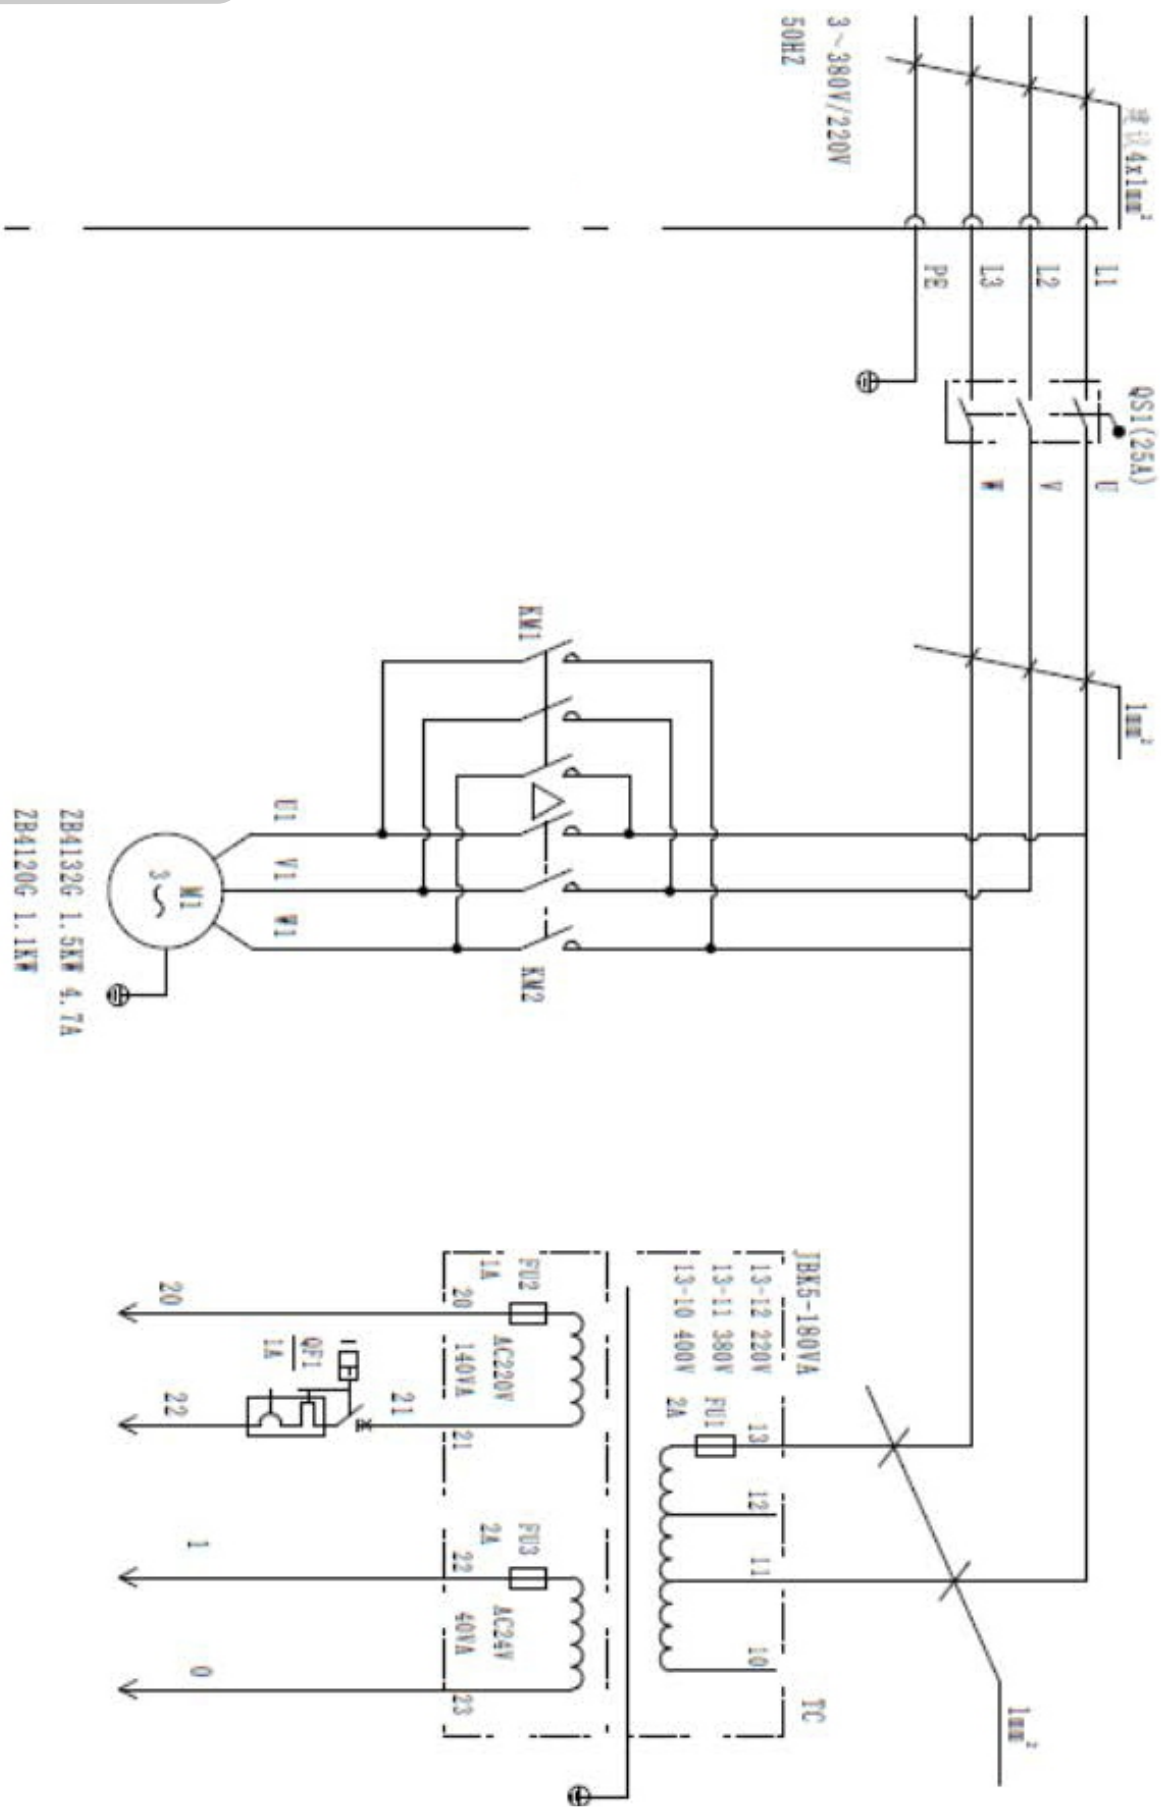 4x1mm²
3~380V/220V
50HZ
L1
L2
L3
PE
QS1(25A)
U
V
W
1mm²
KM1
KM2
U1
V1
W1
M1
3~
ZB4132G 1.5KW 4.7A
ZB4120G 1.1KW
JBK5-180VA
13-12 220V
13-11 380V
13-10 400V
FU1
2A
13
12
11
10
TC
1mm²
FU2
1A
20
AC220V
140VA
21
FU3
2A
22
AC24V
40VA
23
20
QF1
1A
21
22
1
0